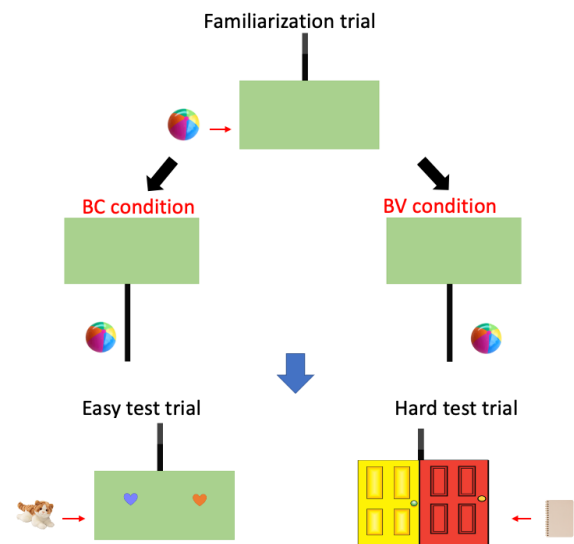 Familiarization trial
BC condition
BV condition
Easy test trial
Hard test trial